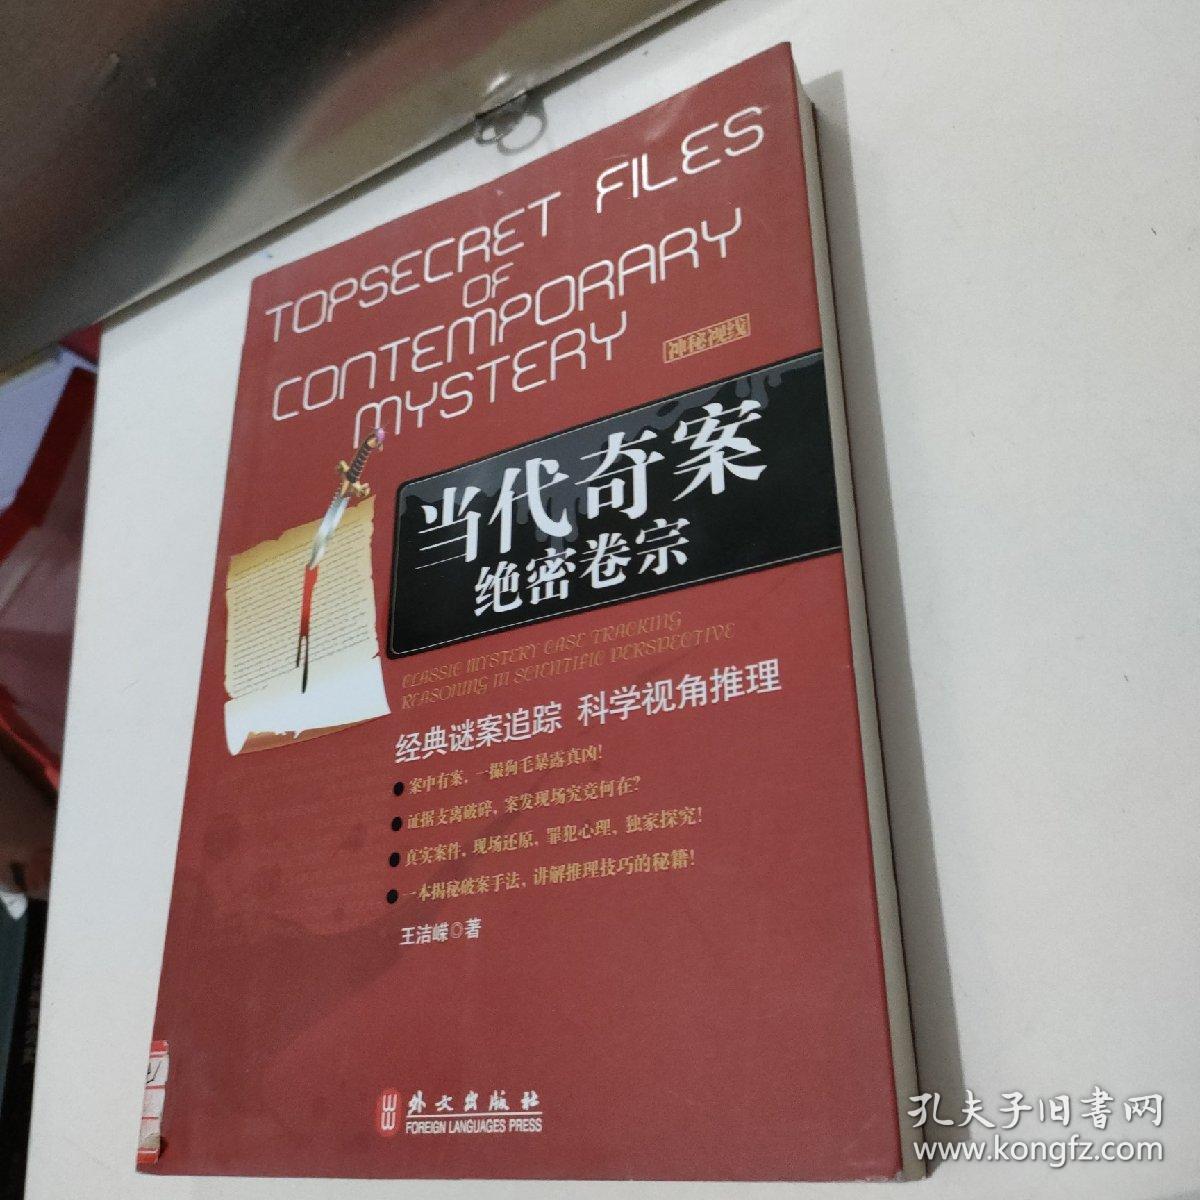 TOPSECRET FILES
OF
CONTEMPORARY
MYSTERY
神秘视线
当代奇案
绝密卷宗
CLASSIC MYSTERY CASE TRACKING
REASONING IN SCIENTIFIC PERSPECTIVE
经典谜案追踪 科学视角推理
●案中有案，一撮狗毛暴露真凶！
●证据支离破碎，案发现场究竟何在？
●真实案件，现场还原，罪犯心理，独家探究！
●一本揭秘破案手法，讲解推理技巧的秘籍！
王洁嵘◎著
外文出版社
FOREIGN LANGUAGES PRESS
孔夫子旧书网
www.kongfz.com